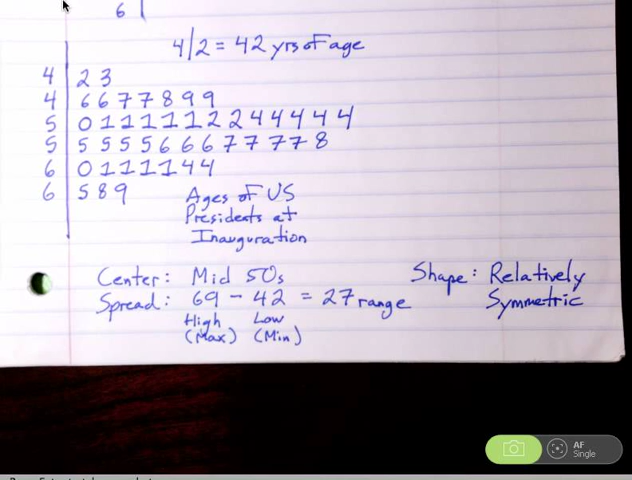 6
4/2 = 42 yrs of age
4 | 2 3
4 | 6 6 7 7 8 9 9
5 | 0 1 1 1 1 1 2 2 4 4 4 4 4
5 | 5 5 5 5 6 6 6 7 7 7 7 8
6 | 0 1 1 1 1 4 4
6 | 5 8 9
Ages of US
Presidents at
Inauguration
Center: Mid 50s
Spread: 69 - 42 = 27 range
High Low
(Max) (Min)
Shape: Relatively
Symmetric
AF
Single